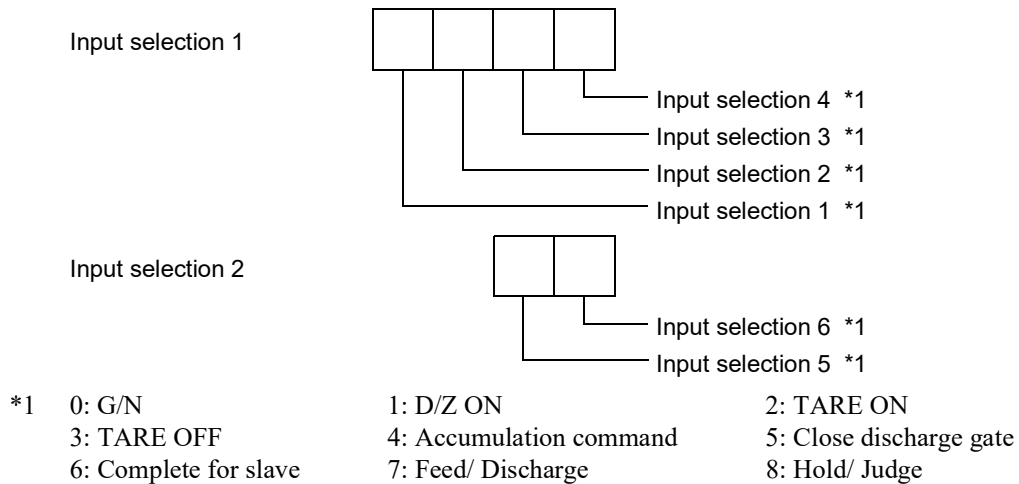 Input selection 1
Input selection 4 *1
Input selection 3 *1
Input selection 2 *1
Input selection 1 *1
Input selection 2
Input selection 6 *1
Input selection 5 *1
*1 0: G/N 1: D/Z ON 2: TARE ON
3: TARE OFF 4: Accumulation command 5: Close discharge gate
6: Complete for slave 7: Feed/ Discharge 8: Hold/ Judge